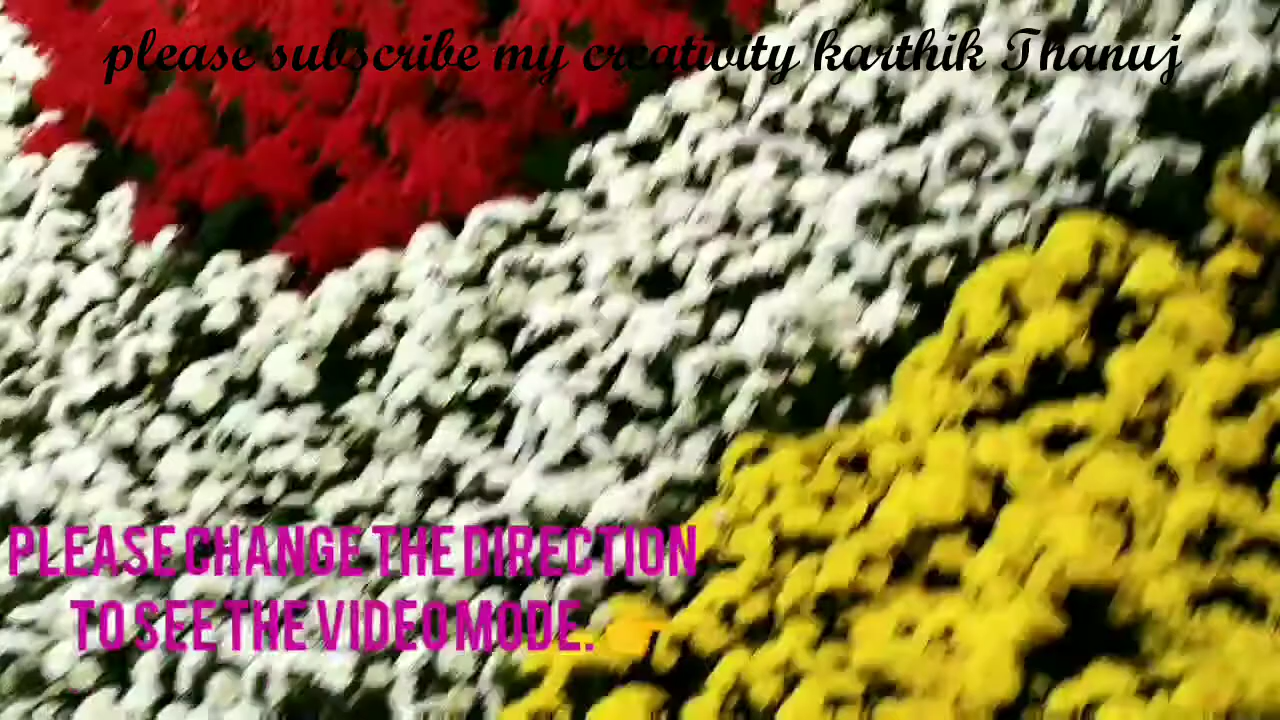 please subscribe my creativity karthik Thanuj
PLEASE CHANGE THE DIRECTION
TO SEE THE VIDEO MODE.